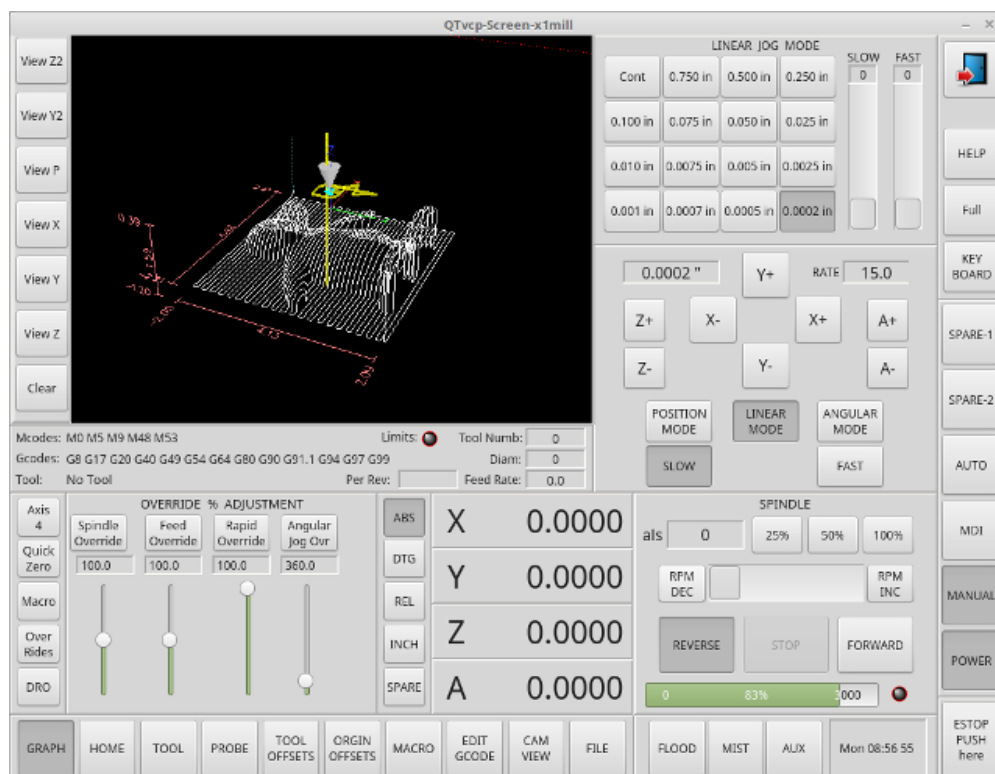 QTvcp-Screen-x1mill
View Z2
View Y2
View P
View X
View Y
View Z
Clear
0.39
-2.05
4.13
2.09
LINEAR JOG MODE
SLOW FAST
0 0
Cont 0.750 in 0.500 in 0.250 in
0.100 in 0.075 in 0.050 in 0.025 in
0.010 in 0.0075 in 0.005 in 0.0025 in
0.001 in 0.0007 in 0.0005 in 0.0002 in
0.0002 " Y+ RATE 15.0
Z+ X- X+ A+
Z- Y- A-
POSITION MODE LINEAR MODE ANGULAR MODE
SLOW FAST
HELP
Full
KEY BOARD
SPARE-1
SPARE-2
AUTO
MDI
MANUAL
POWER
ESTOP PUSH here
Mcodes: M0 M5 M9 M48 M53 Limits: Tool Numb: 0
Gcodes: G8 G17 G20 G40 G49 G54 G64 G80 G90 G91.1 G94 G97 G99 Diam: 0
Tool: No Tool Per Rev: Feed Rate: 0.0
Axis 4
Quick Zero
Macro
Over Rides
DRO
OVERRIDE % ADJUSTMENT
Spindle Override Feed Override Rapid Override Angular Jog Ovr
100.0 100.0 100.0 360.0
ABS
DTG
REL
INCH
SPARE
X 0.0000
Y 0.0000
Z 0.0000
A 0.0000
SPINDLE
als 0 25% 50% 100%
RPM DEC RPM INC
REVERSE STOP FORWARD
0 83% 3000
GRAPH HOME TOOL PROBE TOOL OFFSETS ORGIN OFFSETS MACRO EDIT GCODE CAM VIEW FILE FLOOD MIST AUX Mon 08:56 55